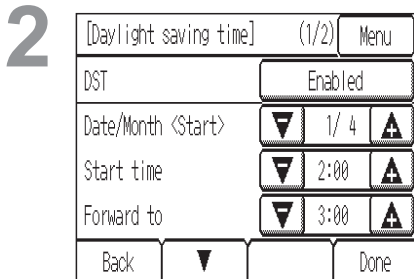 2
[Daylight saving time] (1/2) Menu
DST Enabled
Date/Month <Start> 1/ 4
Start time 2:00
Forward to 3:00
Back ▼ Done